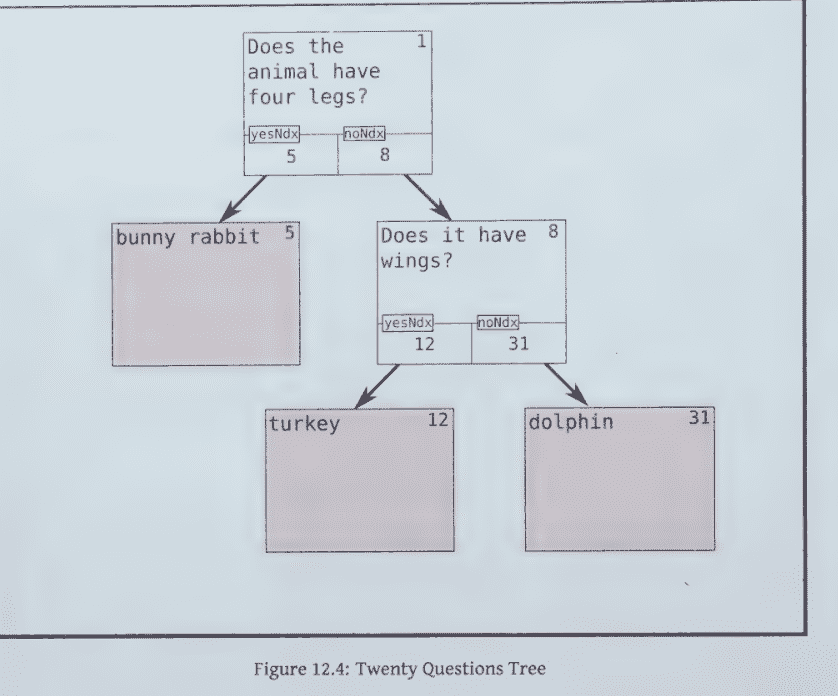 Does the 1
animal have
four legs?
yesNdx noNdx
5 8
bunny rabbit 5
Does it have 8
wings?
yesNdx noNdx
12 31
turkey 12
dolphin 31
Figure 12.4: Twenty Questions Tree